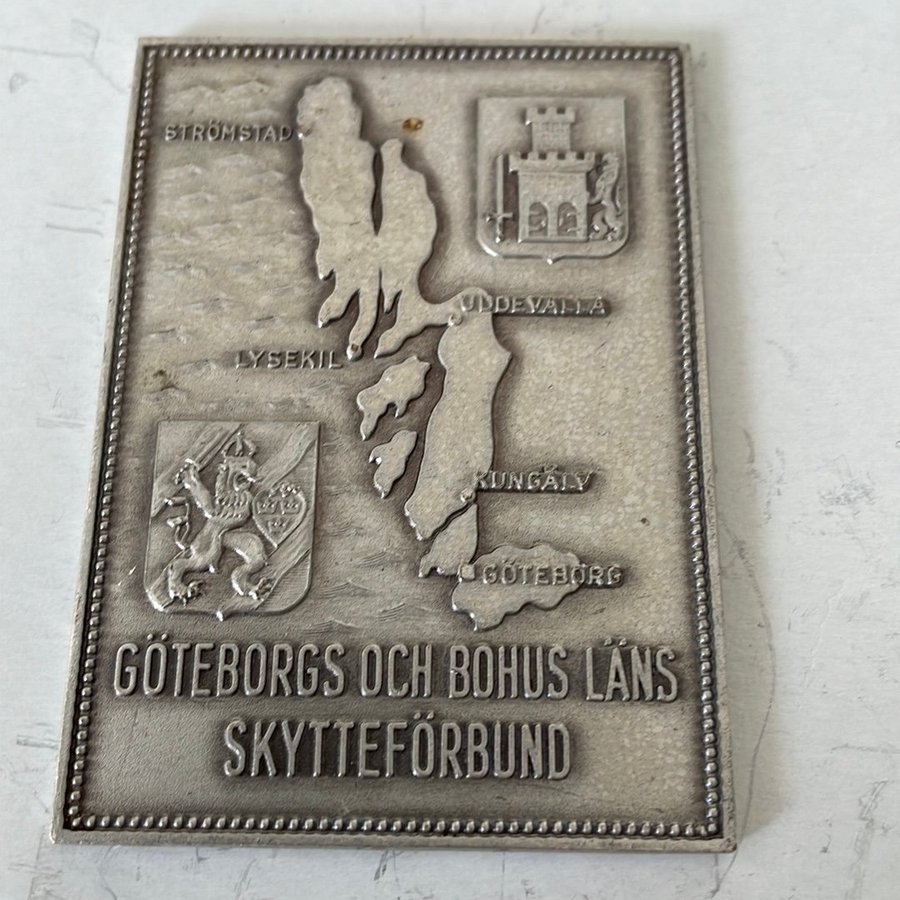 STRÖMSTAD
UDDEVALLA
LYSEKIL
KUNGÄLV
GÖTEBORG
GÖTEBORGS OCH BOHUS LÄNS
SKYTTEFÖRBUND